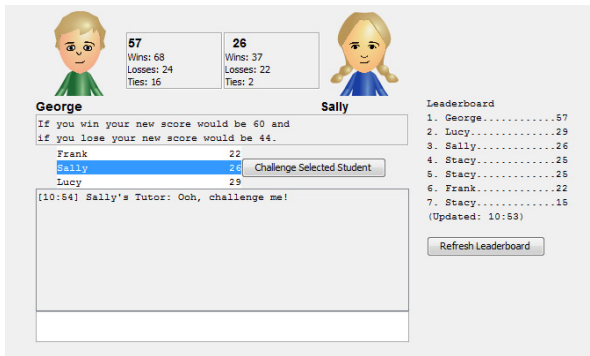 57
Wins: 68
Losses: 24
Ties: 16
26
Wins: 37
Losses: 22
Ties: 2
George
Sally
If you win your new score would be 60 and
if you lose your new score would be 44.
Frank 22
Sally 26
Lucy 29
Challenge Selected Student
[10:54] Sally's Tutor: Ooh, challenge me!
Leaderboard
1. George............57
2. Lucy..............29
3. Sally.............26
4. Stacy.............25
5. Stacy.............25
6. Frank.............22
7. Stacy.............15
(Updated: 10:53)
Refresh Leaderboard